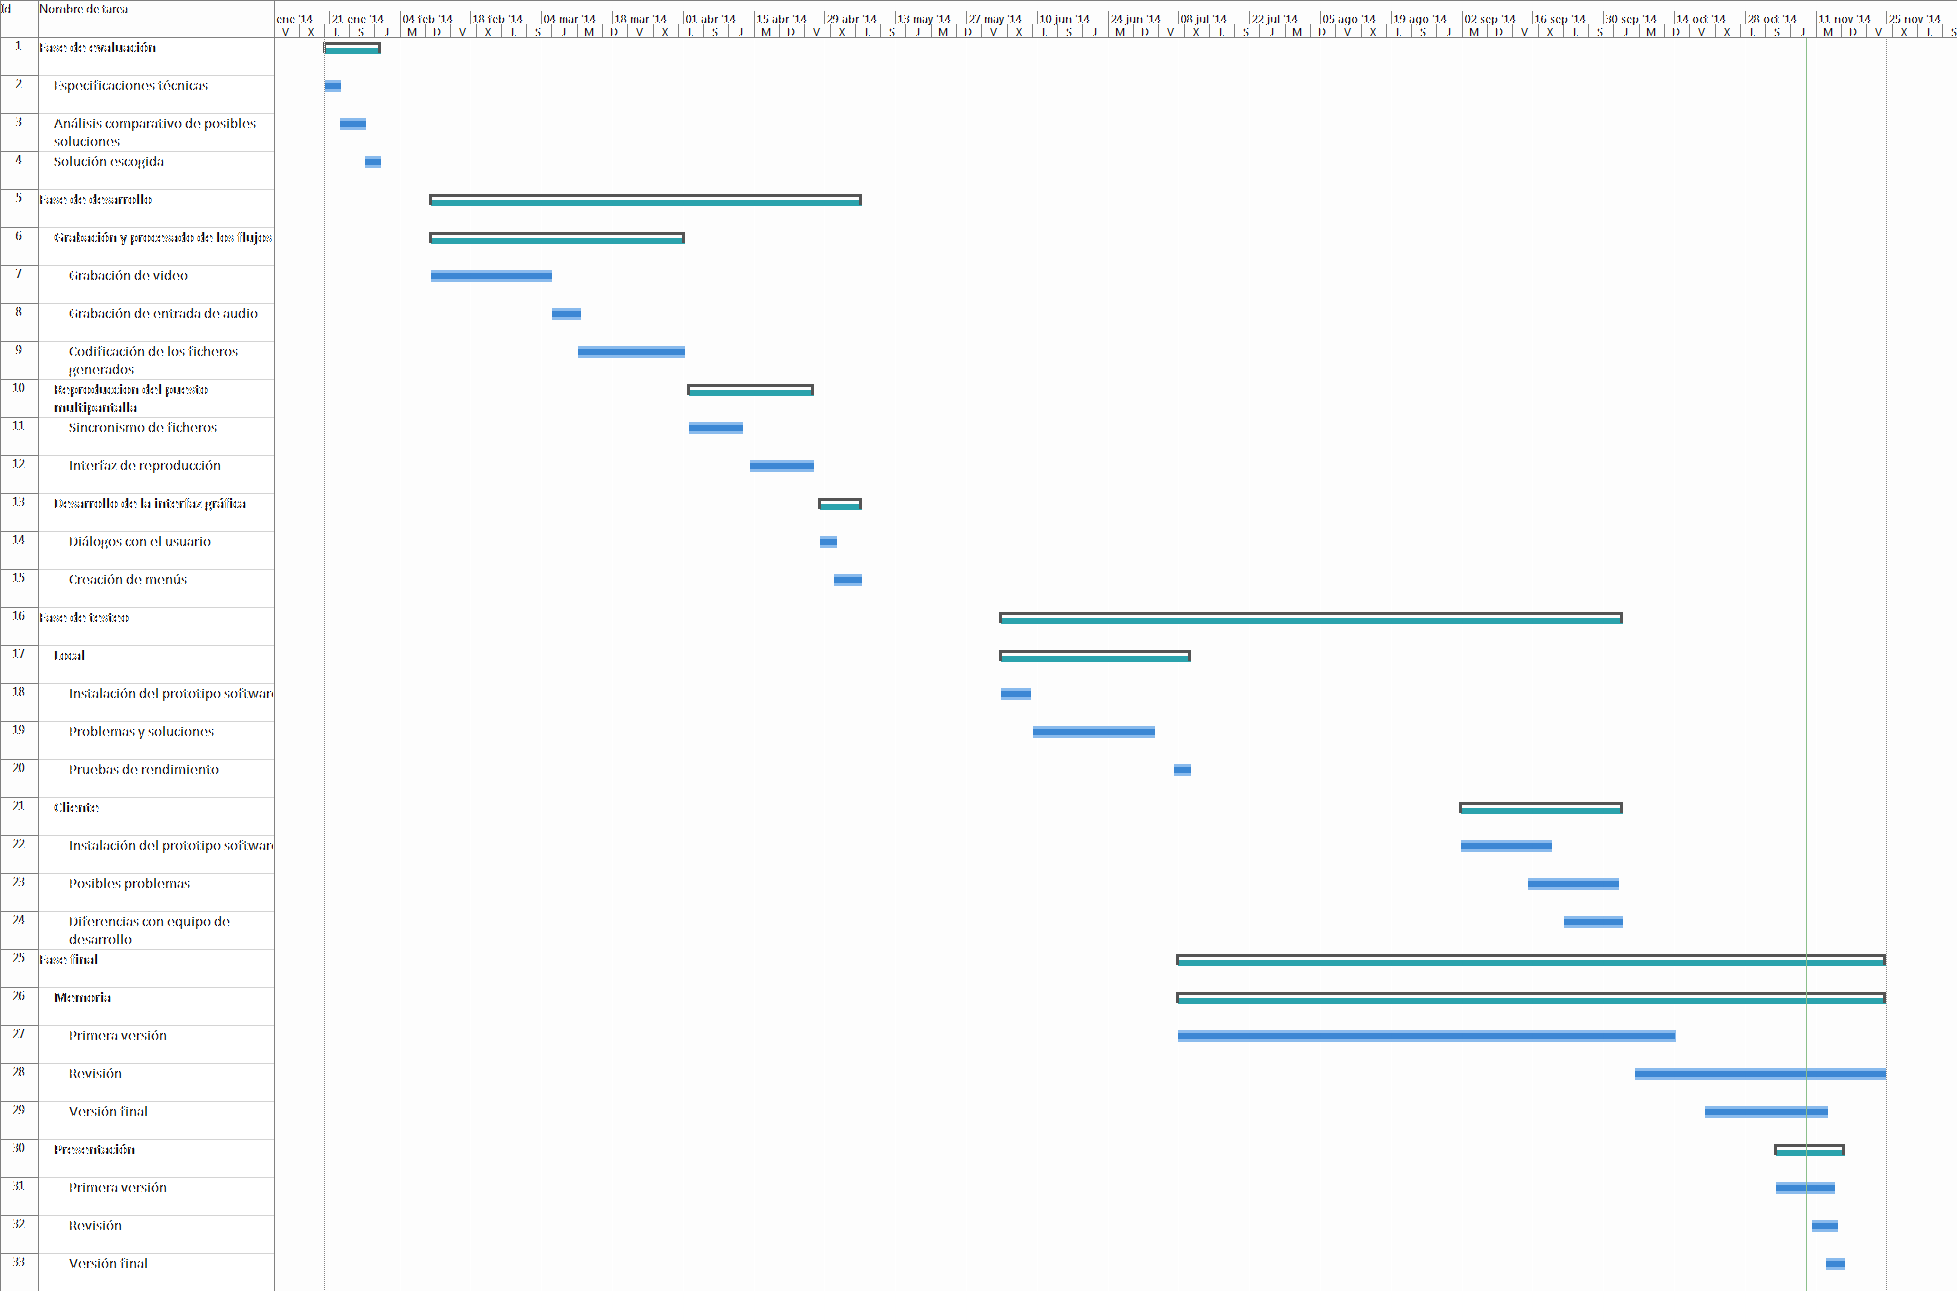 Id Nombre de tarea
ene '14 21 ene '14 04 feb '14 18 feb '14 04 mar '14 18 mar '14 01 abr '14 15 abr '14 29 abr '14 13 may '14 27 may '14 10 jun '14 24 jun '14 08 jul '14 22 jul '14 05 ago '14 19 ago '14 02 sep '14 16 sep '14 30 sep '14 14 oct '14 28 oct '14 11 nov '14 25 nov '14
V X L S J M D V X L S J M D V X L S J M D V X L S J M D V X L S J M D V X L S J M D V X L S J M D V X L S J M D V X L S J M D V X L S
1 Fase de evaluación
2 Especificaciones técnicas
3 Análisis comparativo de posibles
soluciones
4 Solución escogida
5 Fase de desarrollo
6 Grabación y procesado de los flujos
7 Grabación de video
8 Grabación de entrada de audio
9 Codificación de los ficheros
generados
10 Reproduccion del puesto
multipantalla
11 Sincronismo de ficheros
12 Interfaz de reproducción
13 Desarrollo de la interfaz gráfica
14 Diálogos con el usuario
15 Creación de menús
16 Fase de testeo
17 Local
18 Instalación del prototipo softwar
19 Problemas y soluciones
20 Pruebas de rendimiento
21 Cliente
22 Instalación del prototipo softwar
23 Posibles problemas
24 Diferencias con equipo de
desarrollo
25 Fase final
26 Memoria
27 Primera versión
28 Revisión
29 Versión final
30 Presentación
31 Primera versión
32 Revisión
33 Versión final